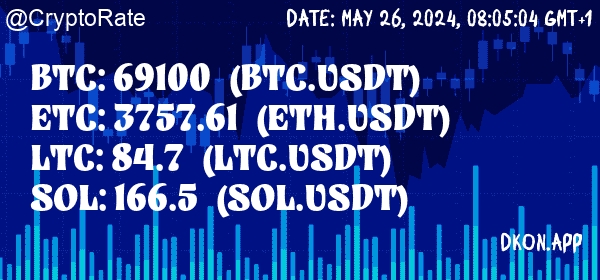 @CryptoRate
DATE: MAY 26, 2024, 08:05:04 GMT+1
BTC: 69100 (BTC.USDT)
ETC: 3757.61 (ETH.USDT)
LTC: 84.7 (LTC.USDT)
SOL: 166.5 (SOL.USDT)
DKON.APP